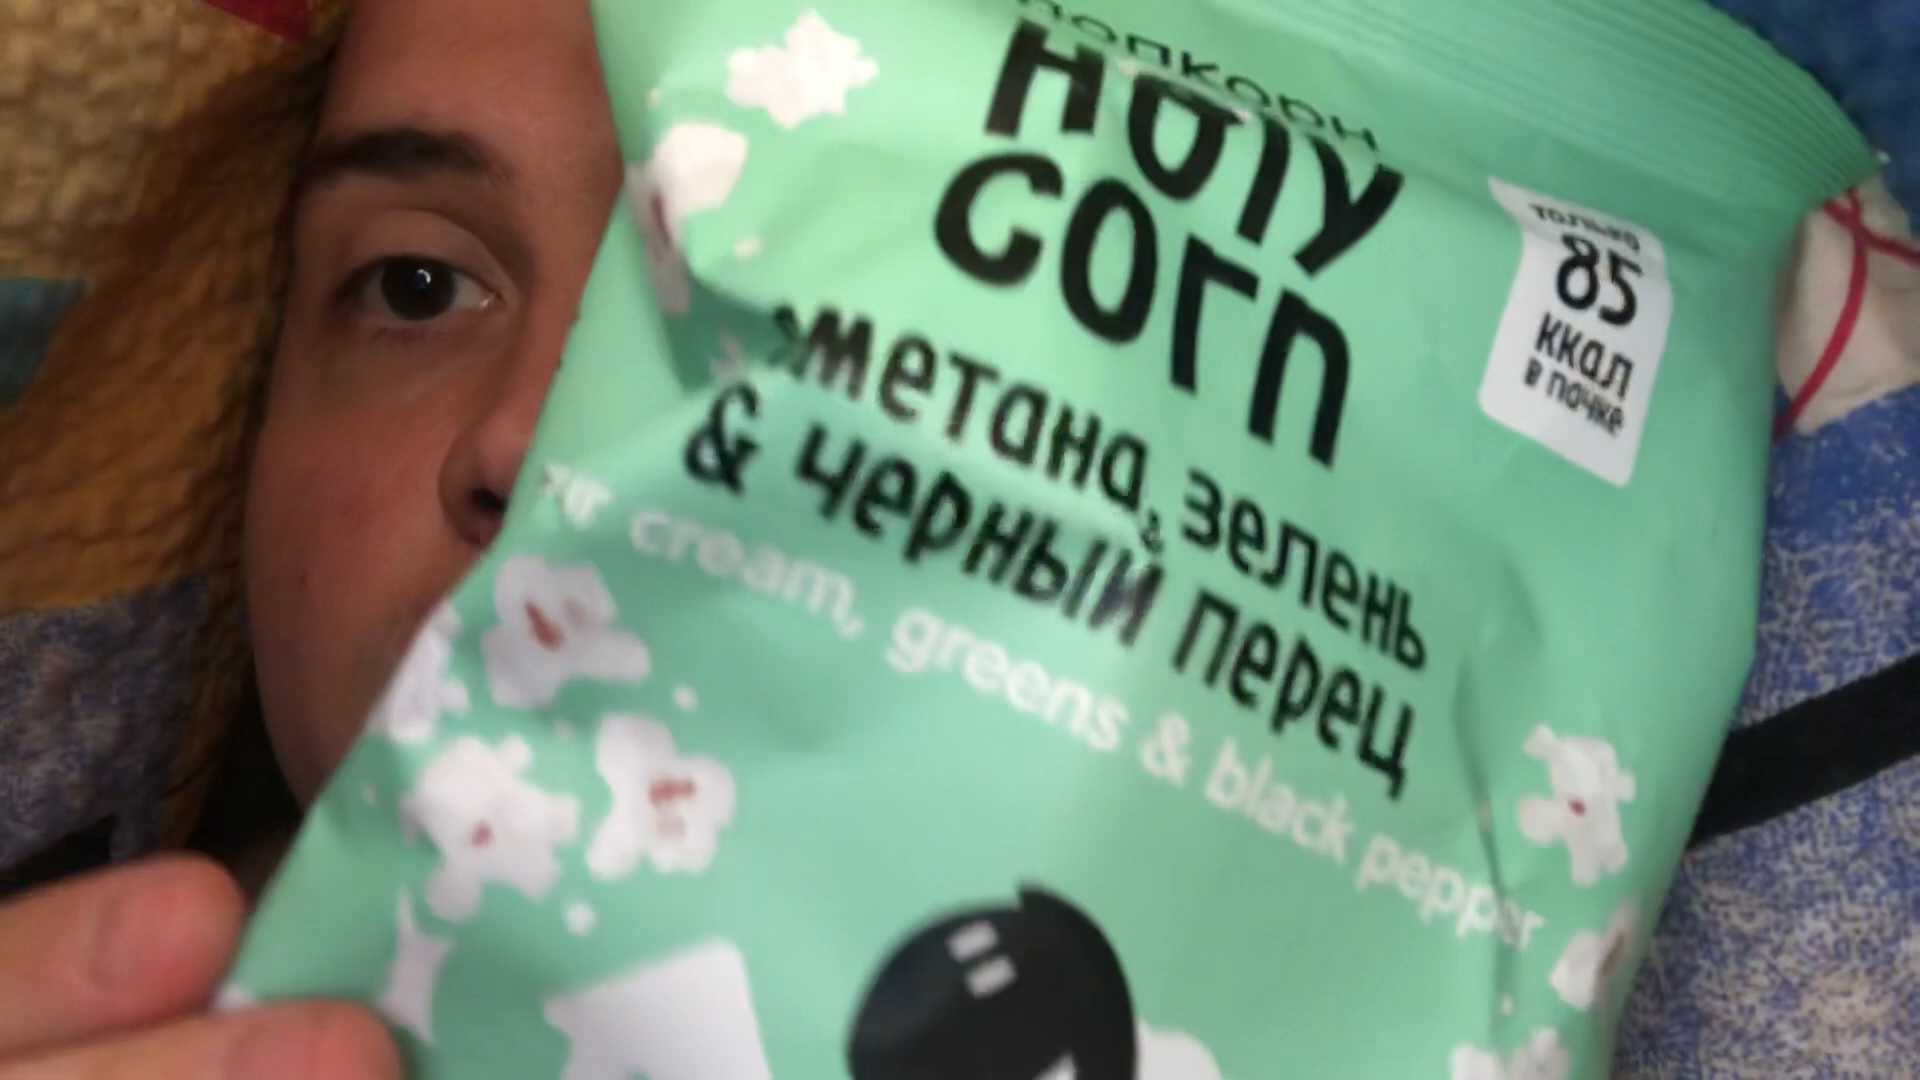 попкорн
Holy
Corn
сметана, зелень
& черный перец
cream, greens & black pepper
только
85
ккал
в пачке